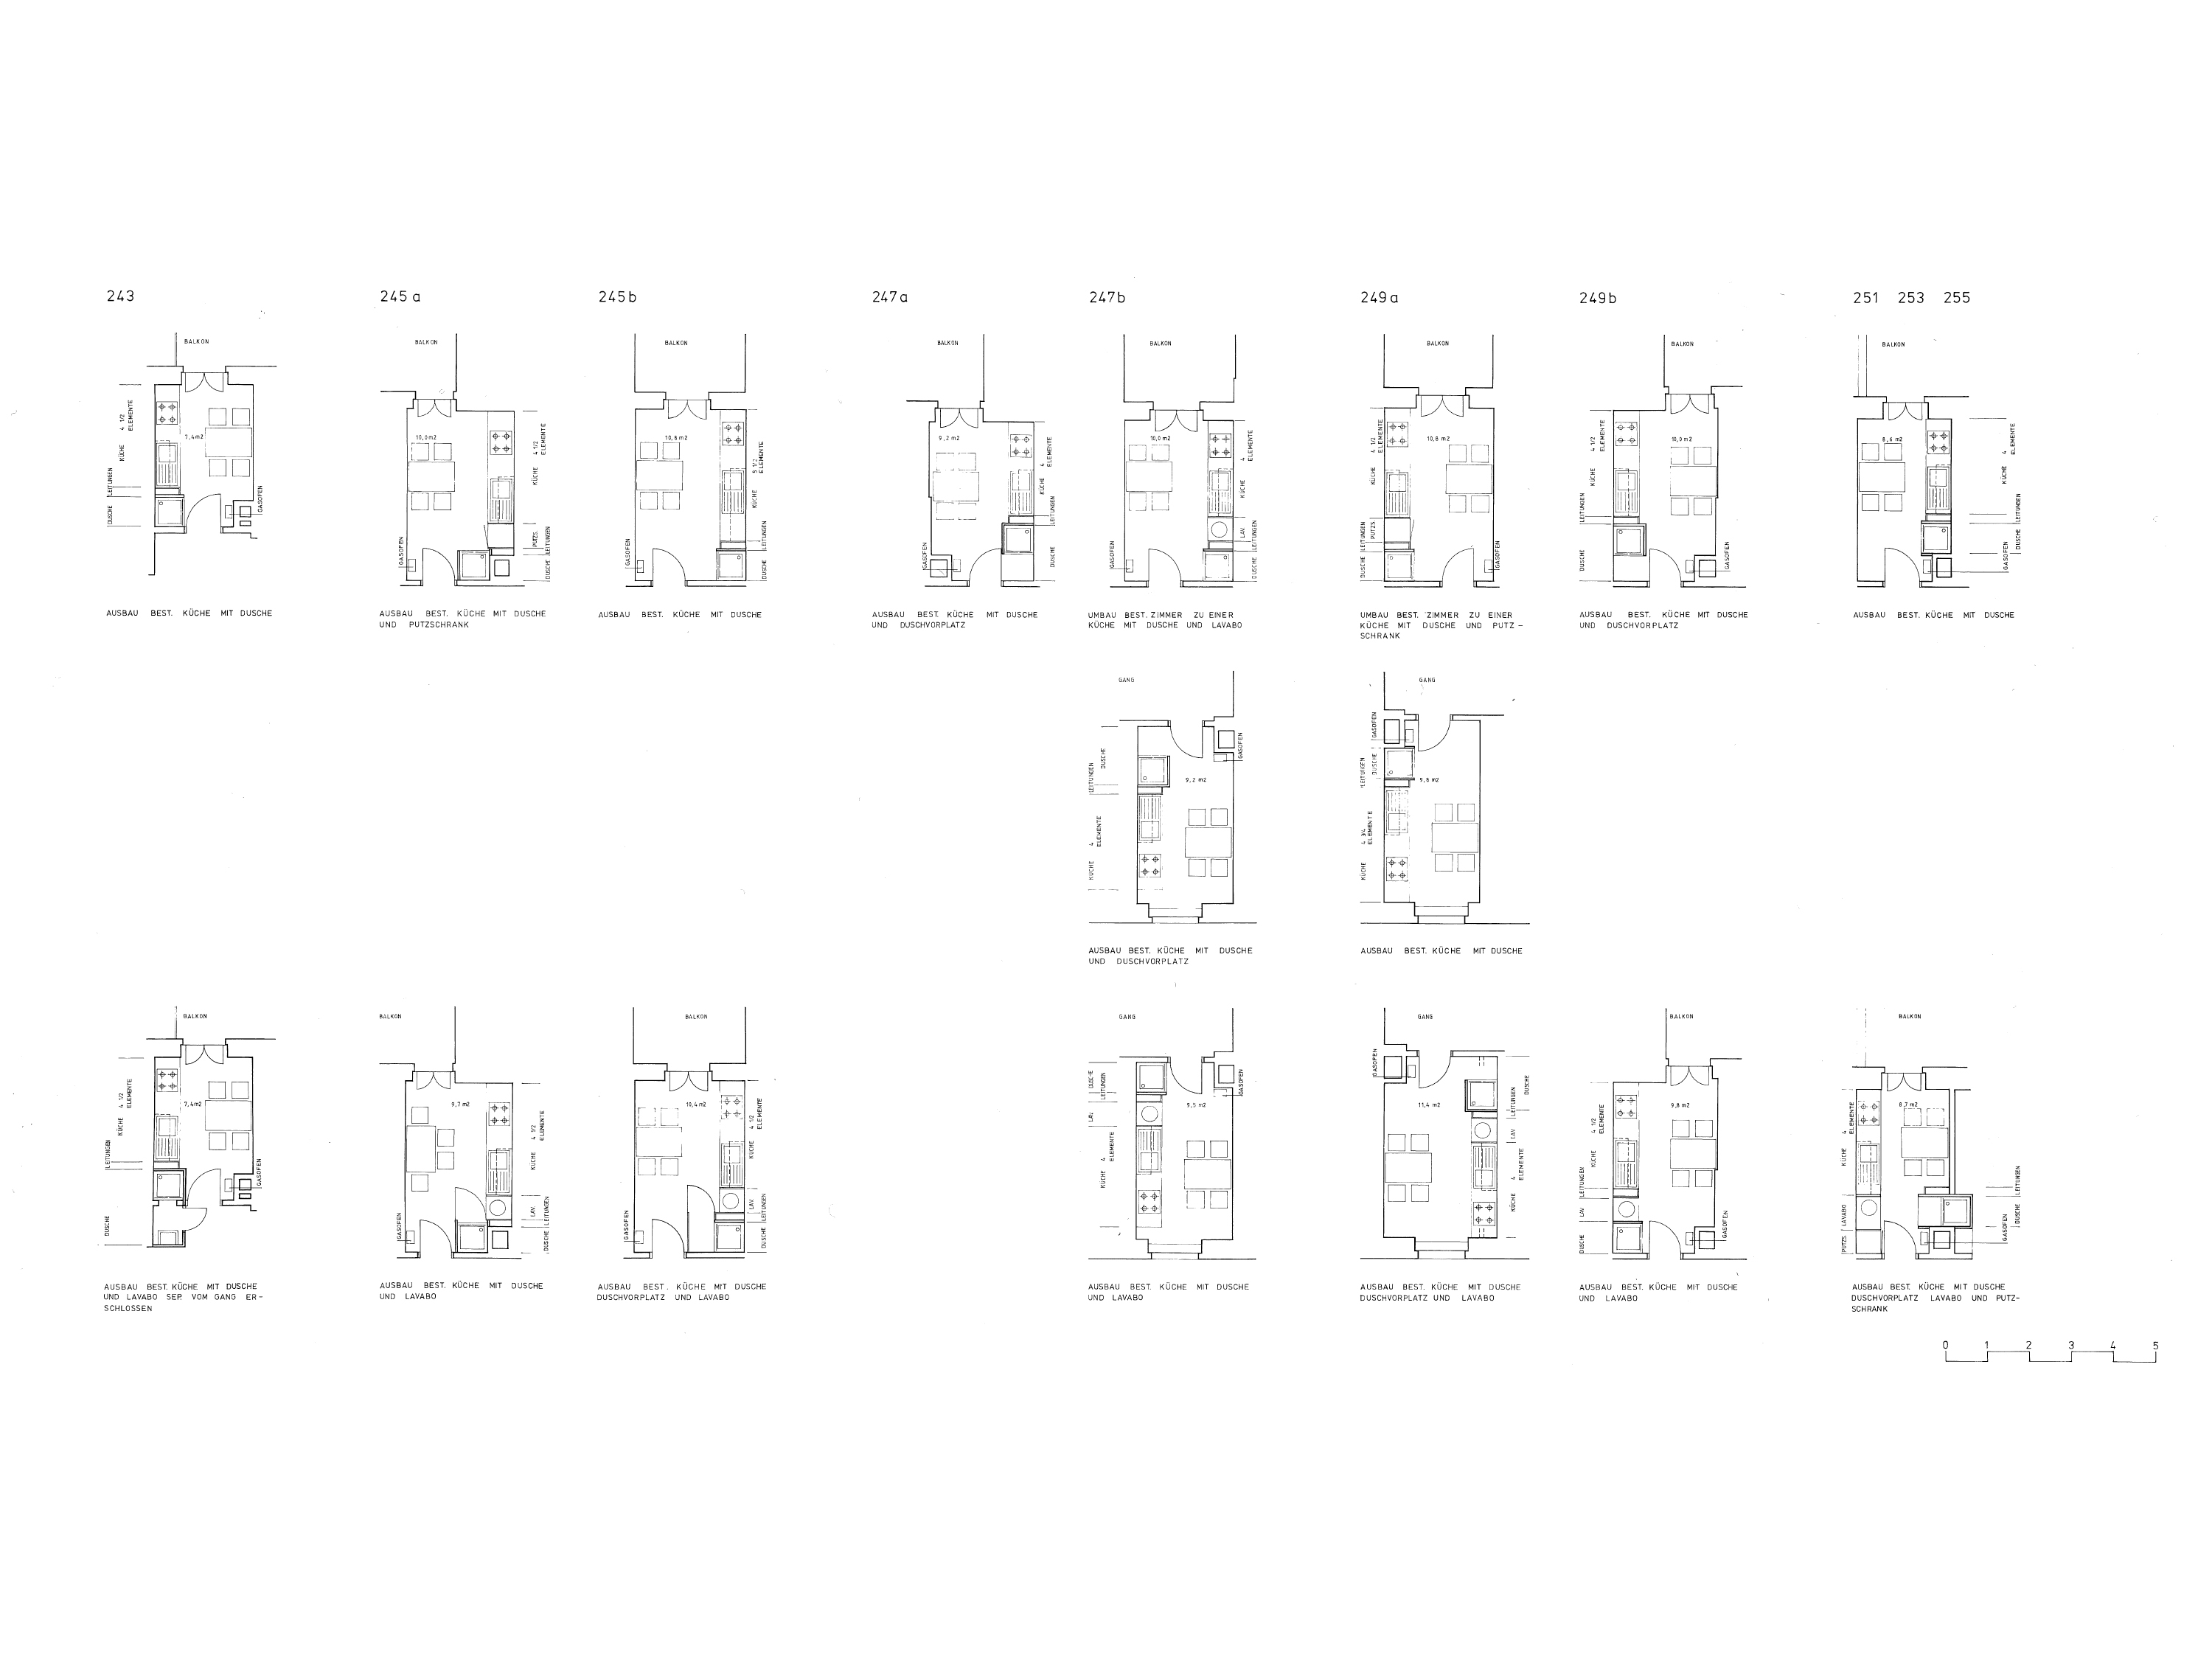 243
245 a
245 b
247 a
247 b
249 a
249 b
251 253 255
BALKON
4 1/2
ELEMENTE
KÜCHE
LEITUNGEN
DUSCHE
7,4 m2
GASOFEN
AUSBAU BEST. KÜCHE MIT DUSCHE
BALKON
10,0 m2
4 1/2
ELEMENTE
KÜCHE
PUTZS.
LEITUNGEN
DUSCHE
GASOFEN
AUSBAU BEST. KÜCHE MIT DUSCHE
UND PUTZSCHRANK
BALKON
10,6 m2
5 1/2
ELEMENTE
KÜCHE
LEITUNGEN
DUSCHE
GASOFEN
AUSBAU BEST. KÜCHE MIT DUSCHE
BALKON
9,2 m2
4
ELEMENTE
KÜCHE
LEITUNGEN
DUSCHE
GASOFEN
AUSBAU BEST. KÜCHE MIT DUSCHE
UND DUSCHVORPLATZ
BALKON
10,0 m2
4
ELEMENTE
KÜCHE
LAV.
LEITUNGEN
DUSCHE
GASOFEN
UMBAU BEST. ZIMMER ZU EINER
KÜCHE MIT DUSCHE UND LAVABO
BALKON
4 1/2
ELEMENTE
KÜCHE
PUTZS.
LEITUNGEN
DUSCHE
10,6 m2
GASOFEN
UMBAU BEST. ZIMMER ZU EINER
KÜCHE MIT DUSCHE UND PUTZ-
SCHRANK
BALKON
4 1/2
ELEMENTE
KÜCHE
LEITUNGEN
DUSCHE
10,0 m2
GASOFEN
AUSBAU BEST. KÜCHE MIT DUSCHE
UND DUSCHVORPLATZ
BALKON
8,6 m2
4
ELEMENTE
KÜCHE
LEITUNGEN
DUSCHE
GASOFEN
AUSBAU BEST. KÜCHE MIT DUSCHE
GANG
GASOFEN
DUSCHE
LEITUNGEN
9,2 m2
4
ELEMENTE
KÜCHE
AUSBAU BEST. KÜCHE MIT DUSCHE
UND DUSCHVORPLATZ
GANG
GASOFEN
DUSCHE
LEITUNGEN
9,6 m2
4 3/4
ELEMENTE
KÜCHE
AUSBAU BEST. KÜCHE MIT DUSCHE
BALKON
4 1/2
ELEMENTE
KÜCHE
LEITUNGEN
DUSCHE
7,4 m2
GASOFEN
AUSBAU BEST. KÜCHE MIT DUSCHE
UND LAVABO SEP. VOM GANG ER-
SCHLOSSEN
BALKON
9,7 m2
4 1/2
ELEMENTE
KÜCHE
LAV.
LEITUNGEN
DUSCHE
GASOFEN
AUSBAU BEST. KÜCHE MIT DUSCHE
UND LAVABO
BALKON
10,4 m2
4 1/2
ELEMENTE
KÜCHE
LAV.
LEITUNGEN
DUSCHE
GASOFEN
AUSBAU BEST. KÜCHE MIT DUSCHE
DUSCHVORPLATZ UND LAVABO
GANG
DUSCHE
LEITUNGEN
LAV.
GASOFEN
9,5 m2
4
ELEMENTE
KÜCHE
AUSBAU BEST. KÜCHE MIT DUSCHE
UND LAVABO
GANG
GASOFEN
DUSCHE
LEITUNGEN
LAV.
11,4 m2
4
ELEMENTE
KÜCHE
AUSBAU BEST. KÜCHE MIT DUSCHE
DUSCHVORPLATZ UND LAVABO
BALKON
4 1/2
ELEMENTE
KÜCHE
LEITUNGEN
LAV.
DUSCHE
9,8 m2
GASOFEN
AUSBAU BEST. KÜCHE MIT DUSCHE
UND LAVABO
BALKON
4
ELEMENTE
KÜCHE
LAVABO
PUTZS.
8,7 m2
LEITUNGEN
DUSCHE
GASOFEN
AUSBAU BEST. KÜCHE MIT DUSCHE
DUSCHVORPLATZ LAVABO UND PUTZ-
SCHRANK
0 1 2 3 4 5